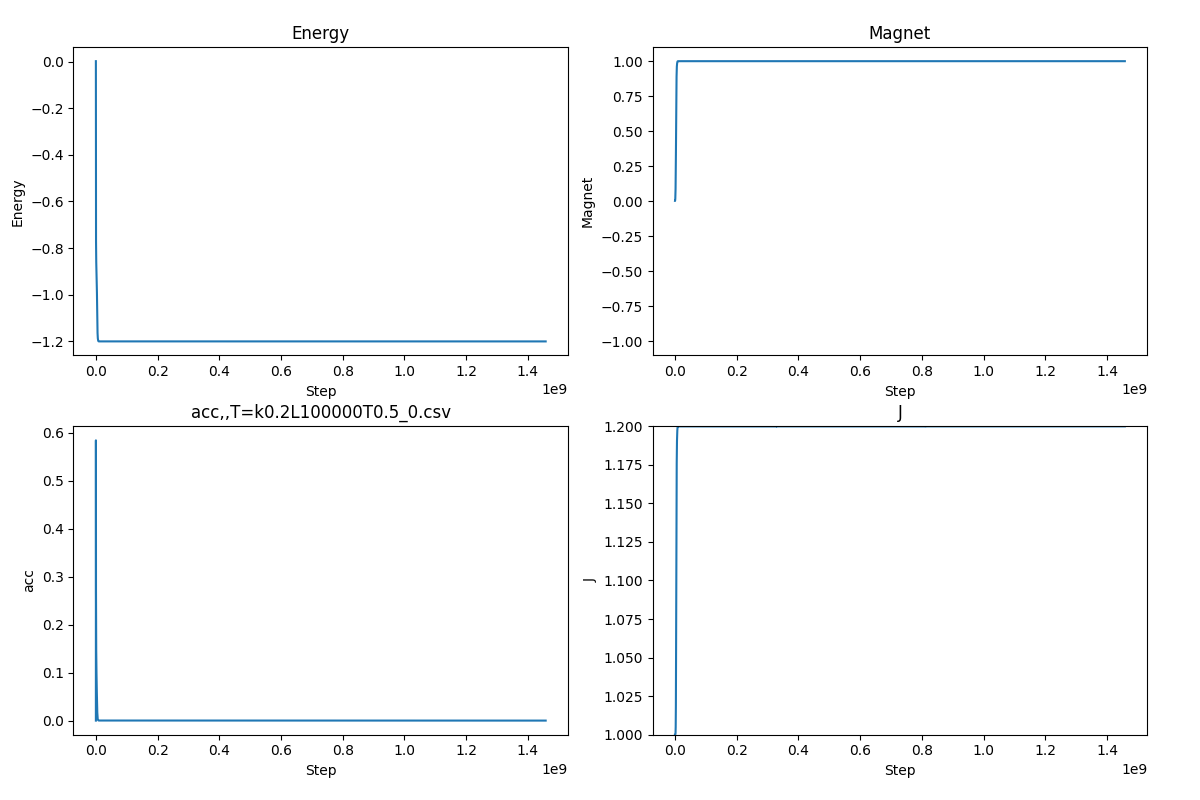 Energy
Energy
0.0
−0.2
−0.4
−0.6
−0.8
−1.0
−1.2
0.0 0.2 0.4 0.6 0.8 1.0 1.2 1.4
1e9
Step
Magnet
Magnet
1.00
0.75
0.50
0.25
0.00
−0.25
−0.50
−0.75
−1.00
0.0 0.2 0.4 0.6 0.8 1.0 1.2 1.4
1e9
Step
acc,,T=k0.2L100000T0.5_0.csv
acc
0.6
0.5
0.4
0.3
0.2
0.1
0.0
0.0 0.2 0.4 0.6 0.8 1.0 1.2 1.4
1e9
Step
J
J
1.200
1.175
1.150
1.125
1.100
1.075
1.050
1.025
1.000
0.0 0.2 0.4 0.6 0.8 1.0 1.2 1.4
1e9
Step